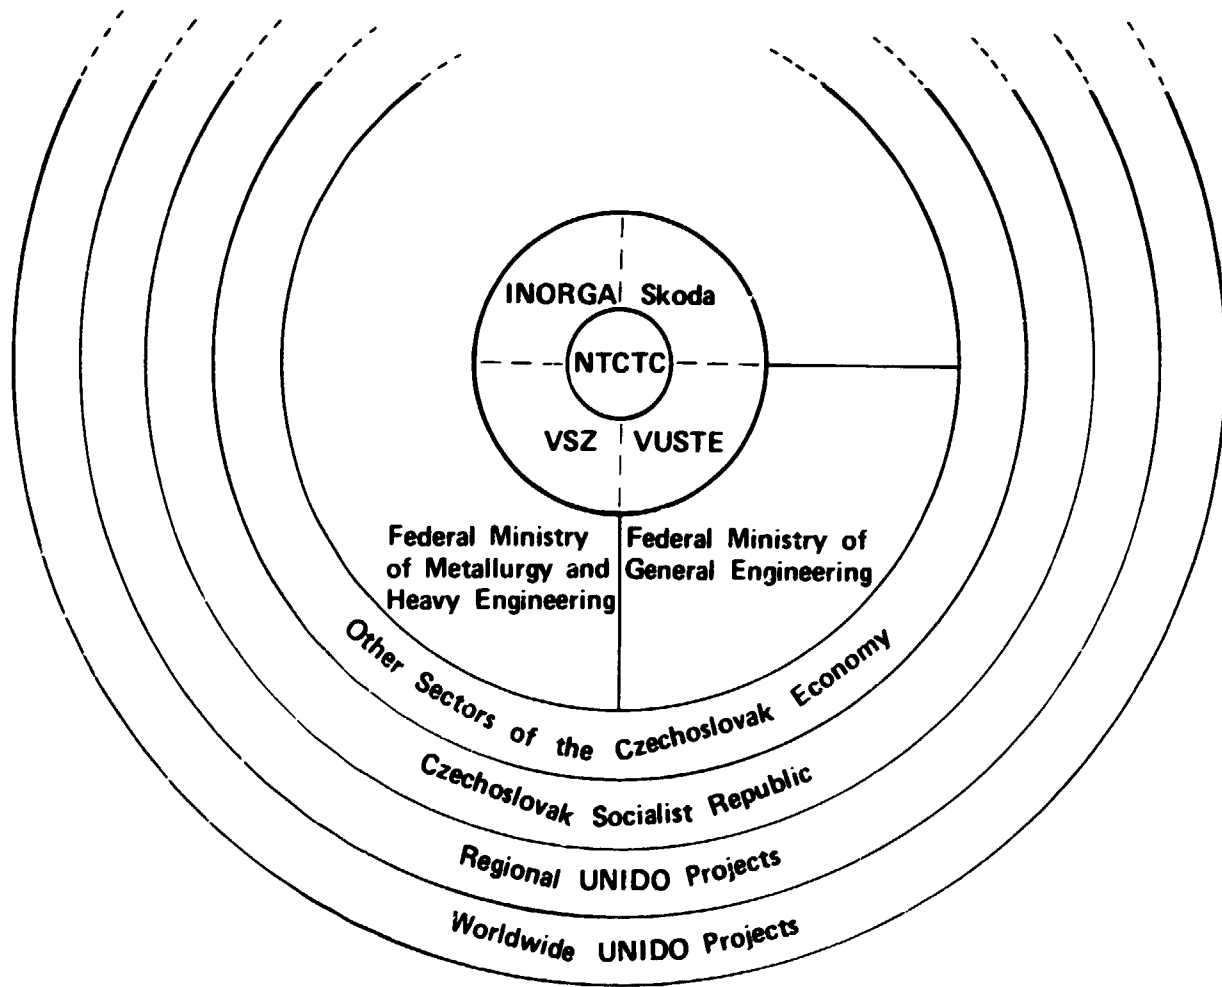 INORGA
Skoda
NTCTC
VSZ
VUSTE
Federal Ministry
of Metallurgy and
Heavy Engineering
Federal Ministry of
General Engineering
Other Sectors of the Czechoslovak Economy
Czechoslovak Socialist Republic
Regional UNIDO Projects
Worldwide UNIDO Projects